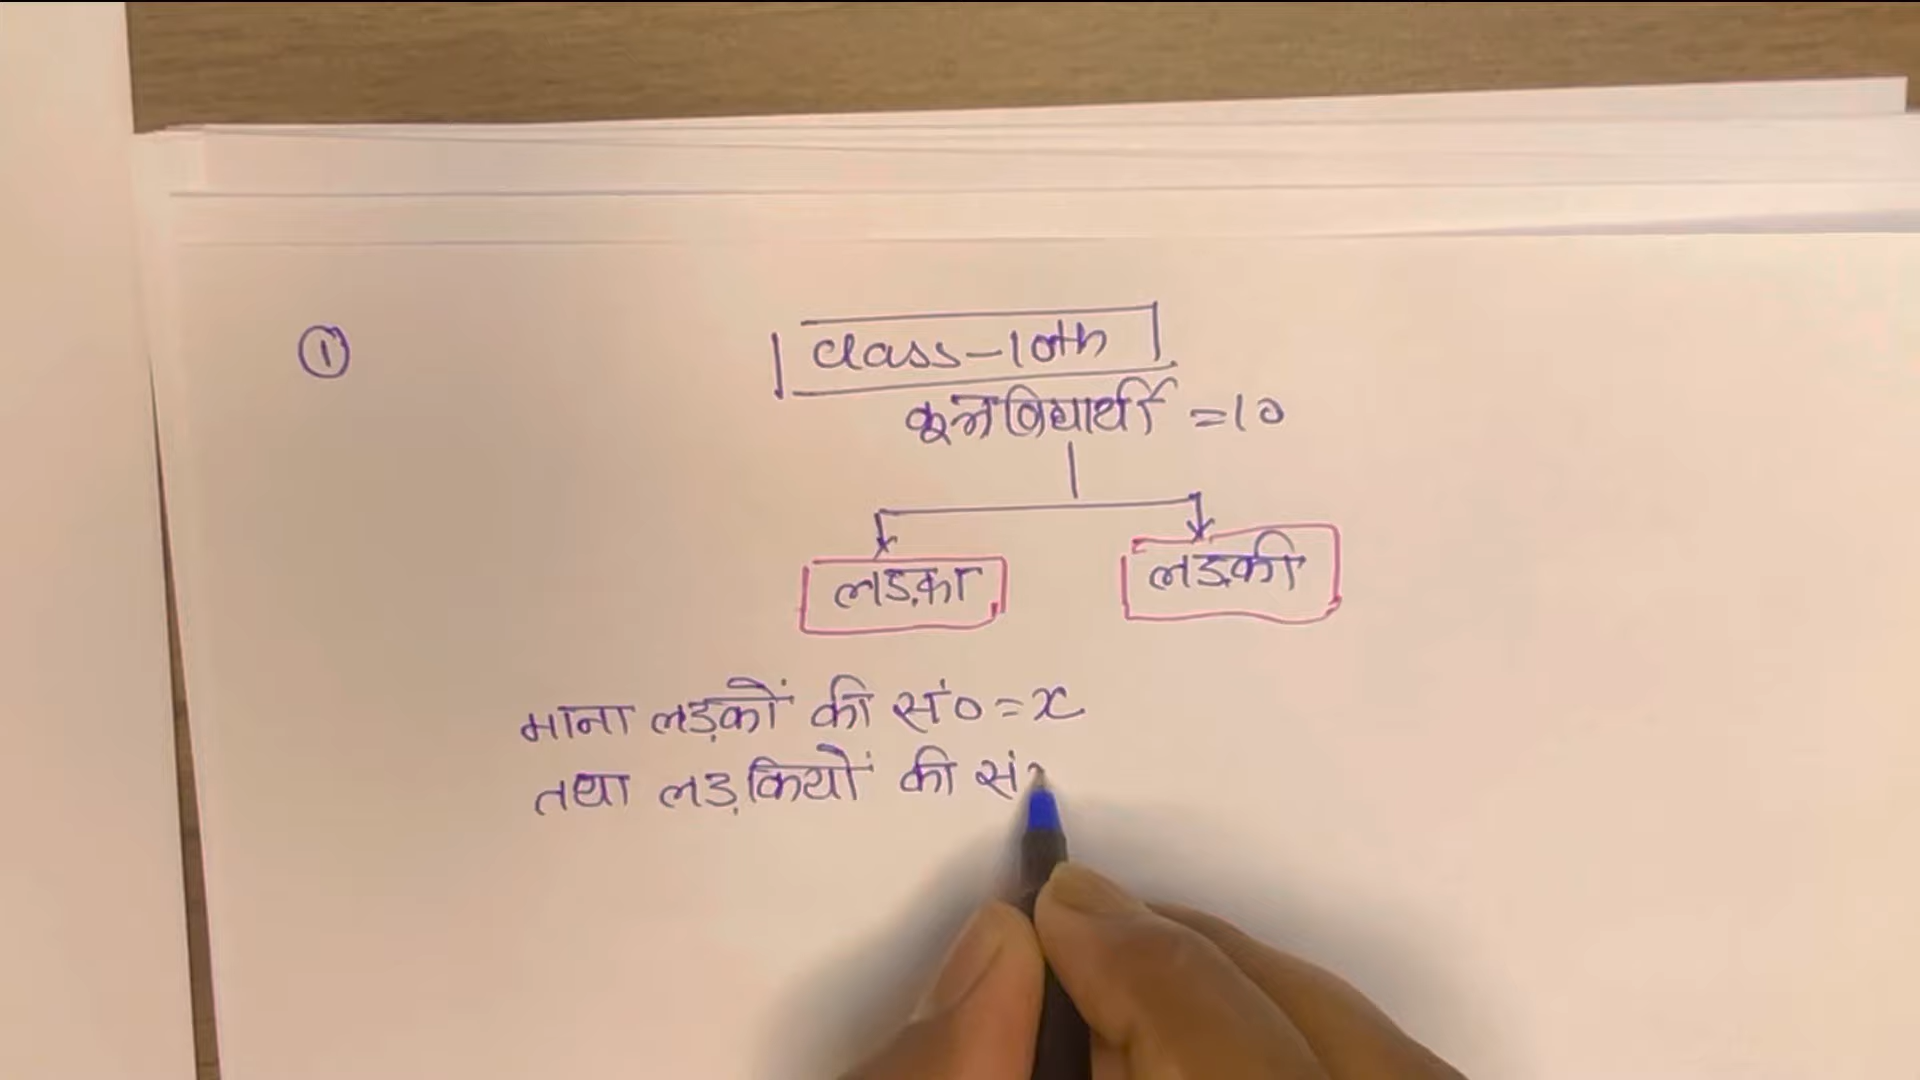 ①
class-10th
कुल विद्यार्थी = 10
लड़का लड़की
माना लड़कों की सं० = x
तथा लड़कियों की सं